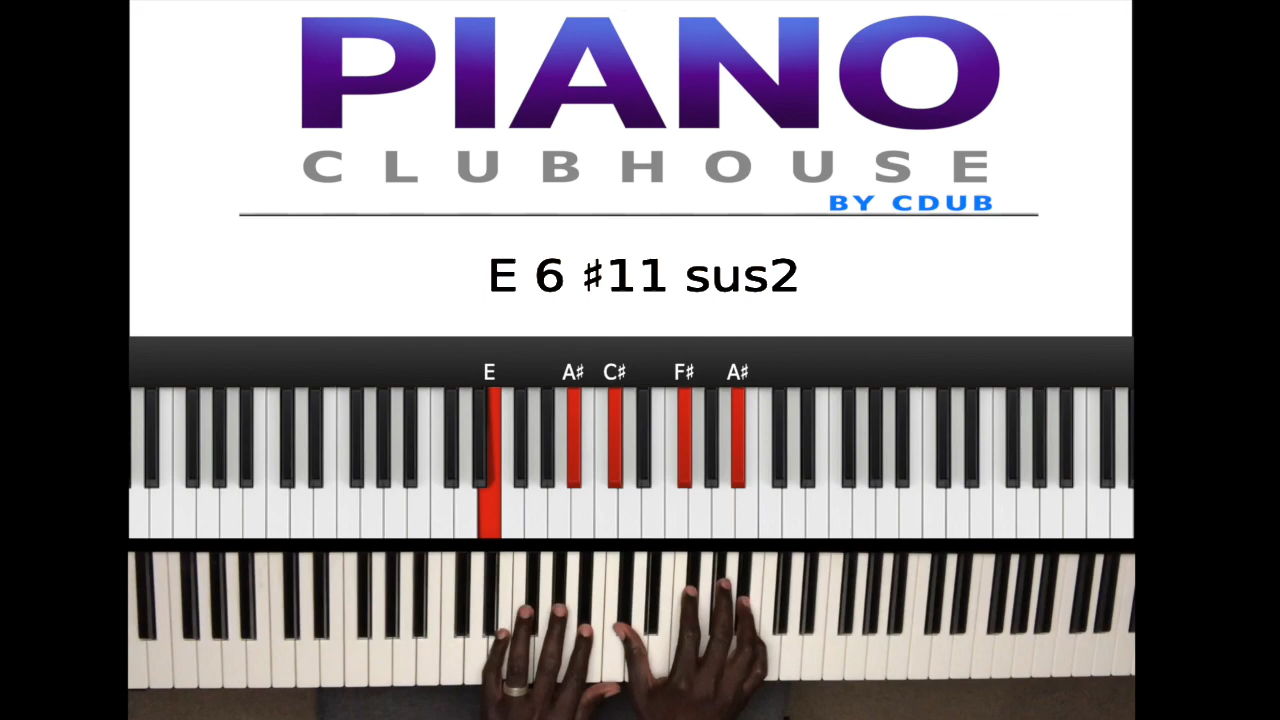 PIANO
CLUBHOUSE
BY CDUB
E 6 ♯11 sus2
E A♯ C♯ F♯ A♯